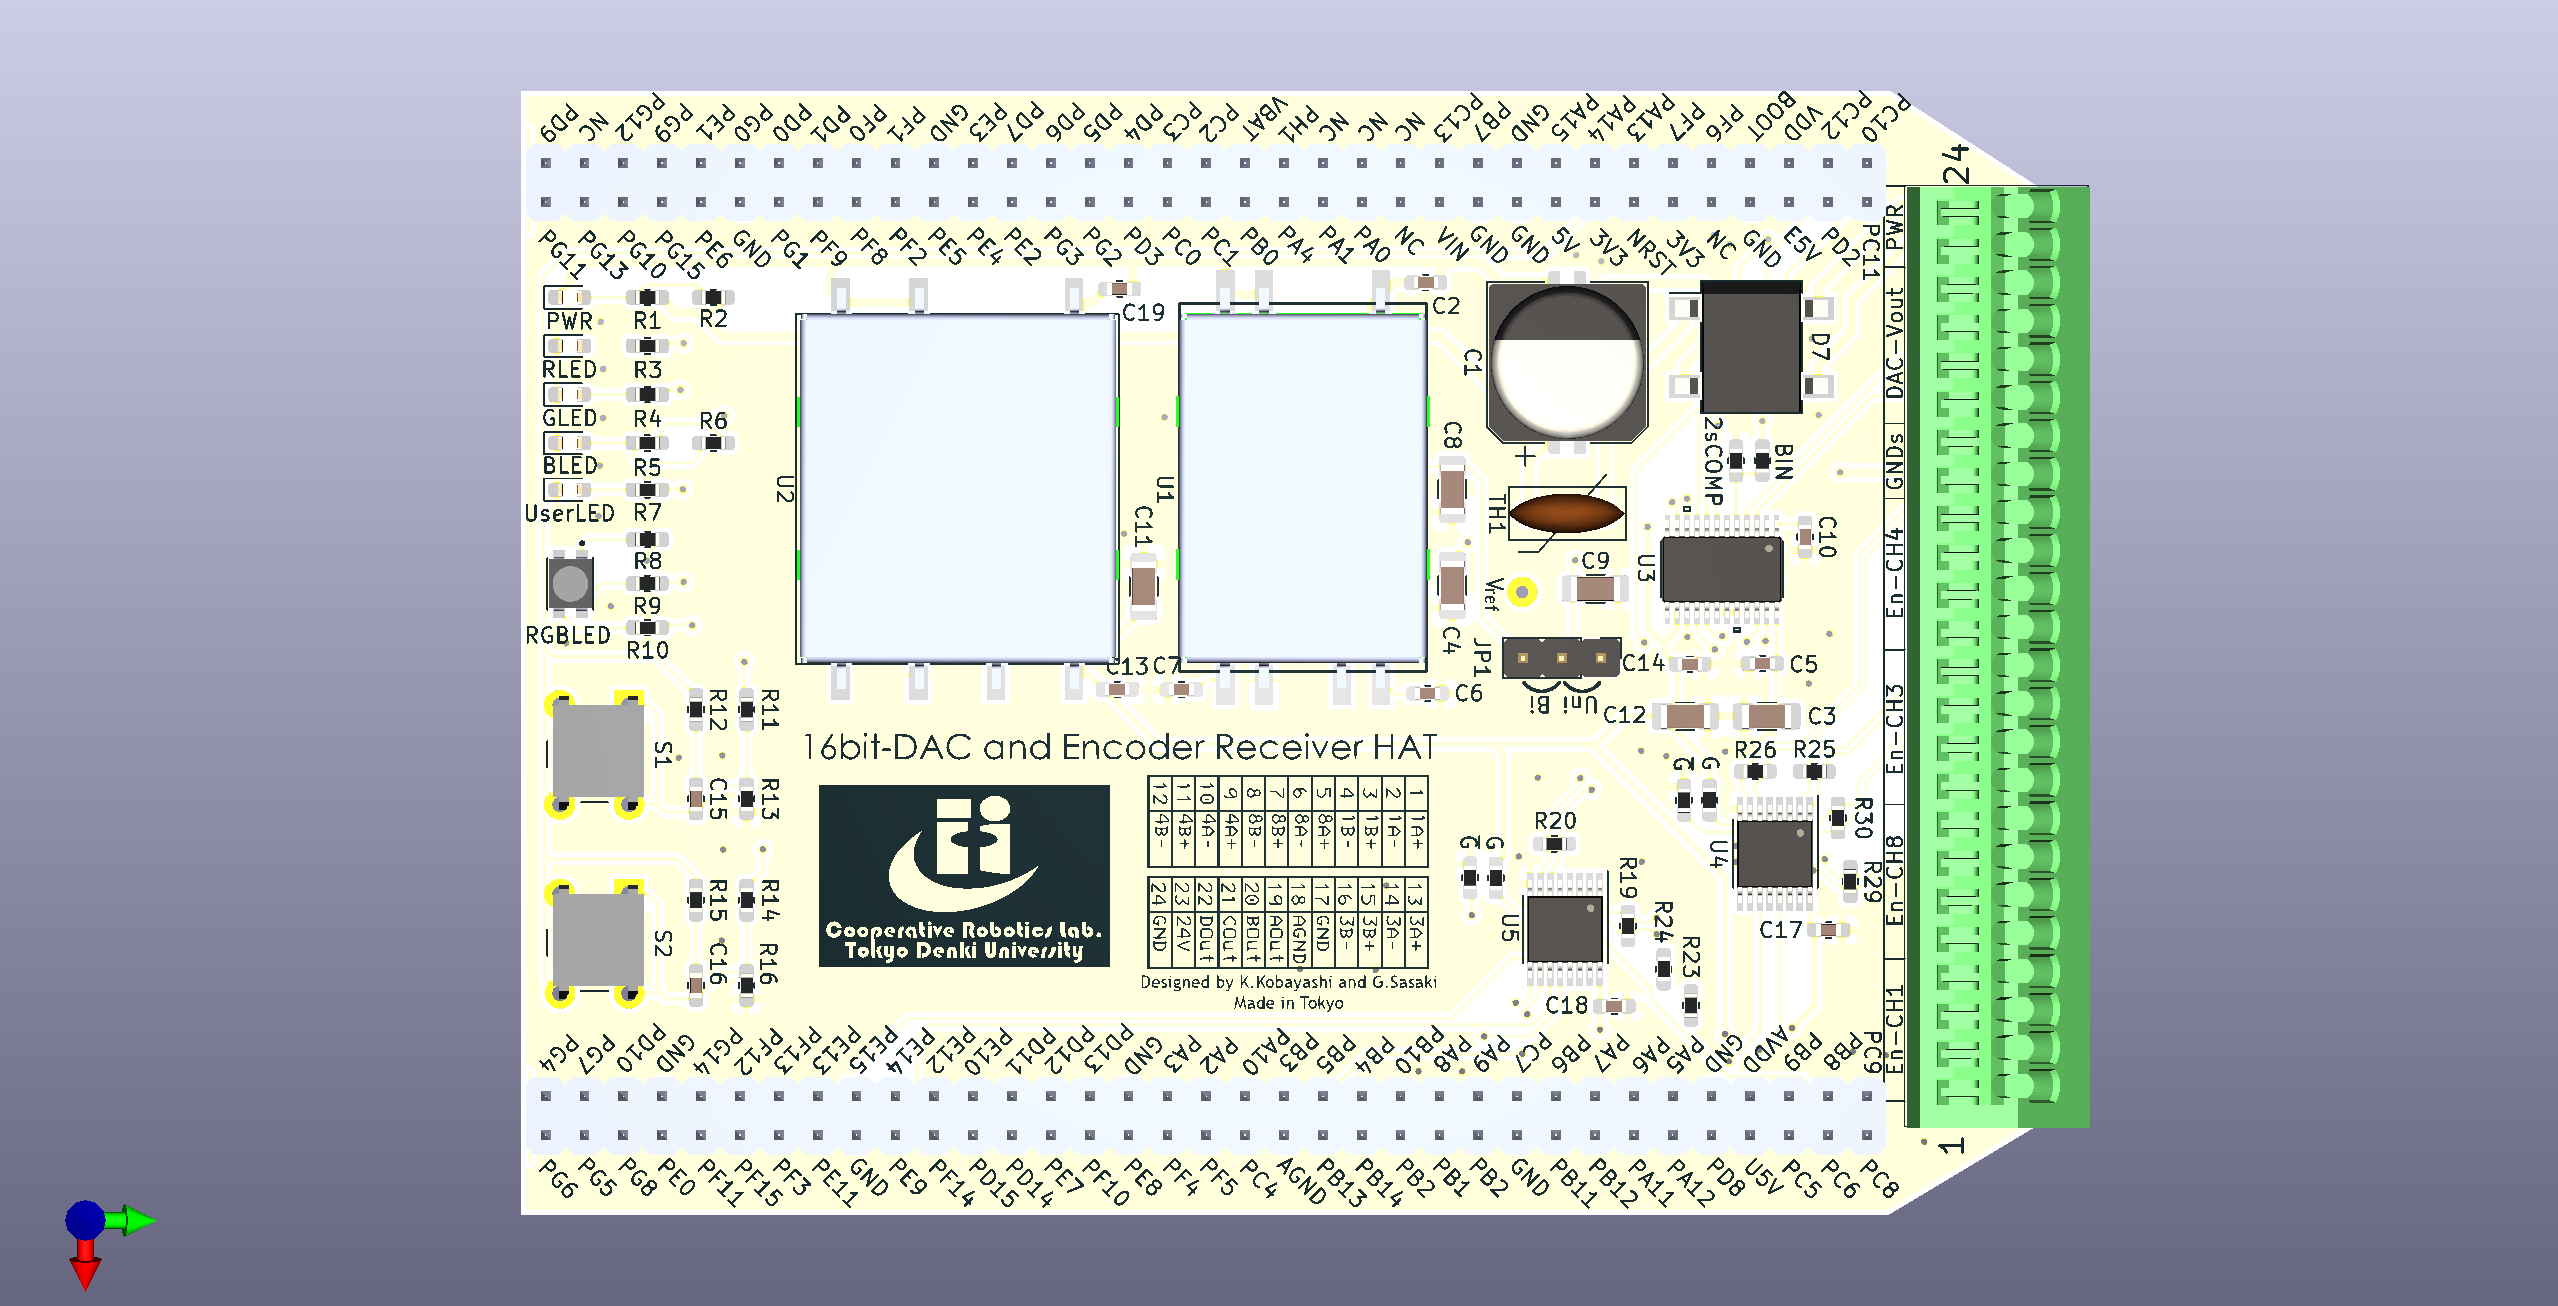 PD9 NC PG12 PG9 PE1 PG0 PD0 PD1 PF0 PF1 GND PE3 PD7 PD6 PD5 PD4 PC3 PC2 VBAT PH1 NC NC NC PC13 PB7 GND PA15 PA14 PA13 PF7 PF6 BOOT VDD PC12 PC10
24
PG11 PG13 PG10 PG15 PE6 GND PG1 PF9 PF8 PF2 PE5 PE4 PE2 PG3 PG2 PD3 PC0 PC1 PB0 PA4 PA1 PA0 NC VIN GND GND 5V 3V3 NRST 3V3 NC GND E5V PD2 PC11
PWR
DAC-Vout
GNDs
En-CH4
En-CH3
En-CH8
En-CH1
PWR R1 R2
RLED R3
GLED R4 R6
BLED R5
UserLED R7
R8
R9
RGBLED R10
C19
C2
C1
+
D7
U2
U1
C11
C8
C4
TH1
2sCOMP
BIN
C10
U3
C9
Vref
JP1
Uni Bi
C13 C7
C6
C14
C5
C12
C3
R12 R11
S1
C15 R13
R15 R14
S2
C16 R16
16bit-DAC and Encoder Receiver HAT
Cooperative Robotics Lab.
Tokyo Denki University
12 11 10 9 8 7 6 5 4 3 2 1
4B- 4B+ 4A- 4A+ 8B- 8B+ 8A- 8A+ 1B- 1B+ 1A- 1A+
24 23 22 21 20 19 18 17 16 15 14 13
GND 24V DOut COut BOut AOut AGND GND 3B- 3B+ 3A- 3A+
Designed by K.Kobayashi and G.Sasaki
Made in Tokyo
R26 R25
G G
R30
U4
R29
C17
R20
G G
R19
U5
R24
R23
C18
PG4 PG7 PD10 GND PG14 PF12 PF13 PE13 PE15 PE14 PE12 PE10 PD11 PD12 PD13 GND PA3 PA2 PA10 PB3 PB5 PB4 PB10 PA8 PA9 PC7 PB6 PA7 PA6 PA5 GND AVDD PB9 PB8 PC9
1
PG6 PG5 PG8 PE0 PF11 PF15 PF3 PE11 GND PE9 PF14 PD15 PD14 PE7 PF10 PE8 PF4 PF5 PC4 AGND PB13 PB14 PB2 PB1 PB2 GND PB11 PB12 PA11 PA12 PD8 U5V PC5 PC6 PC8